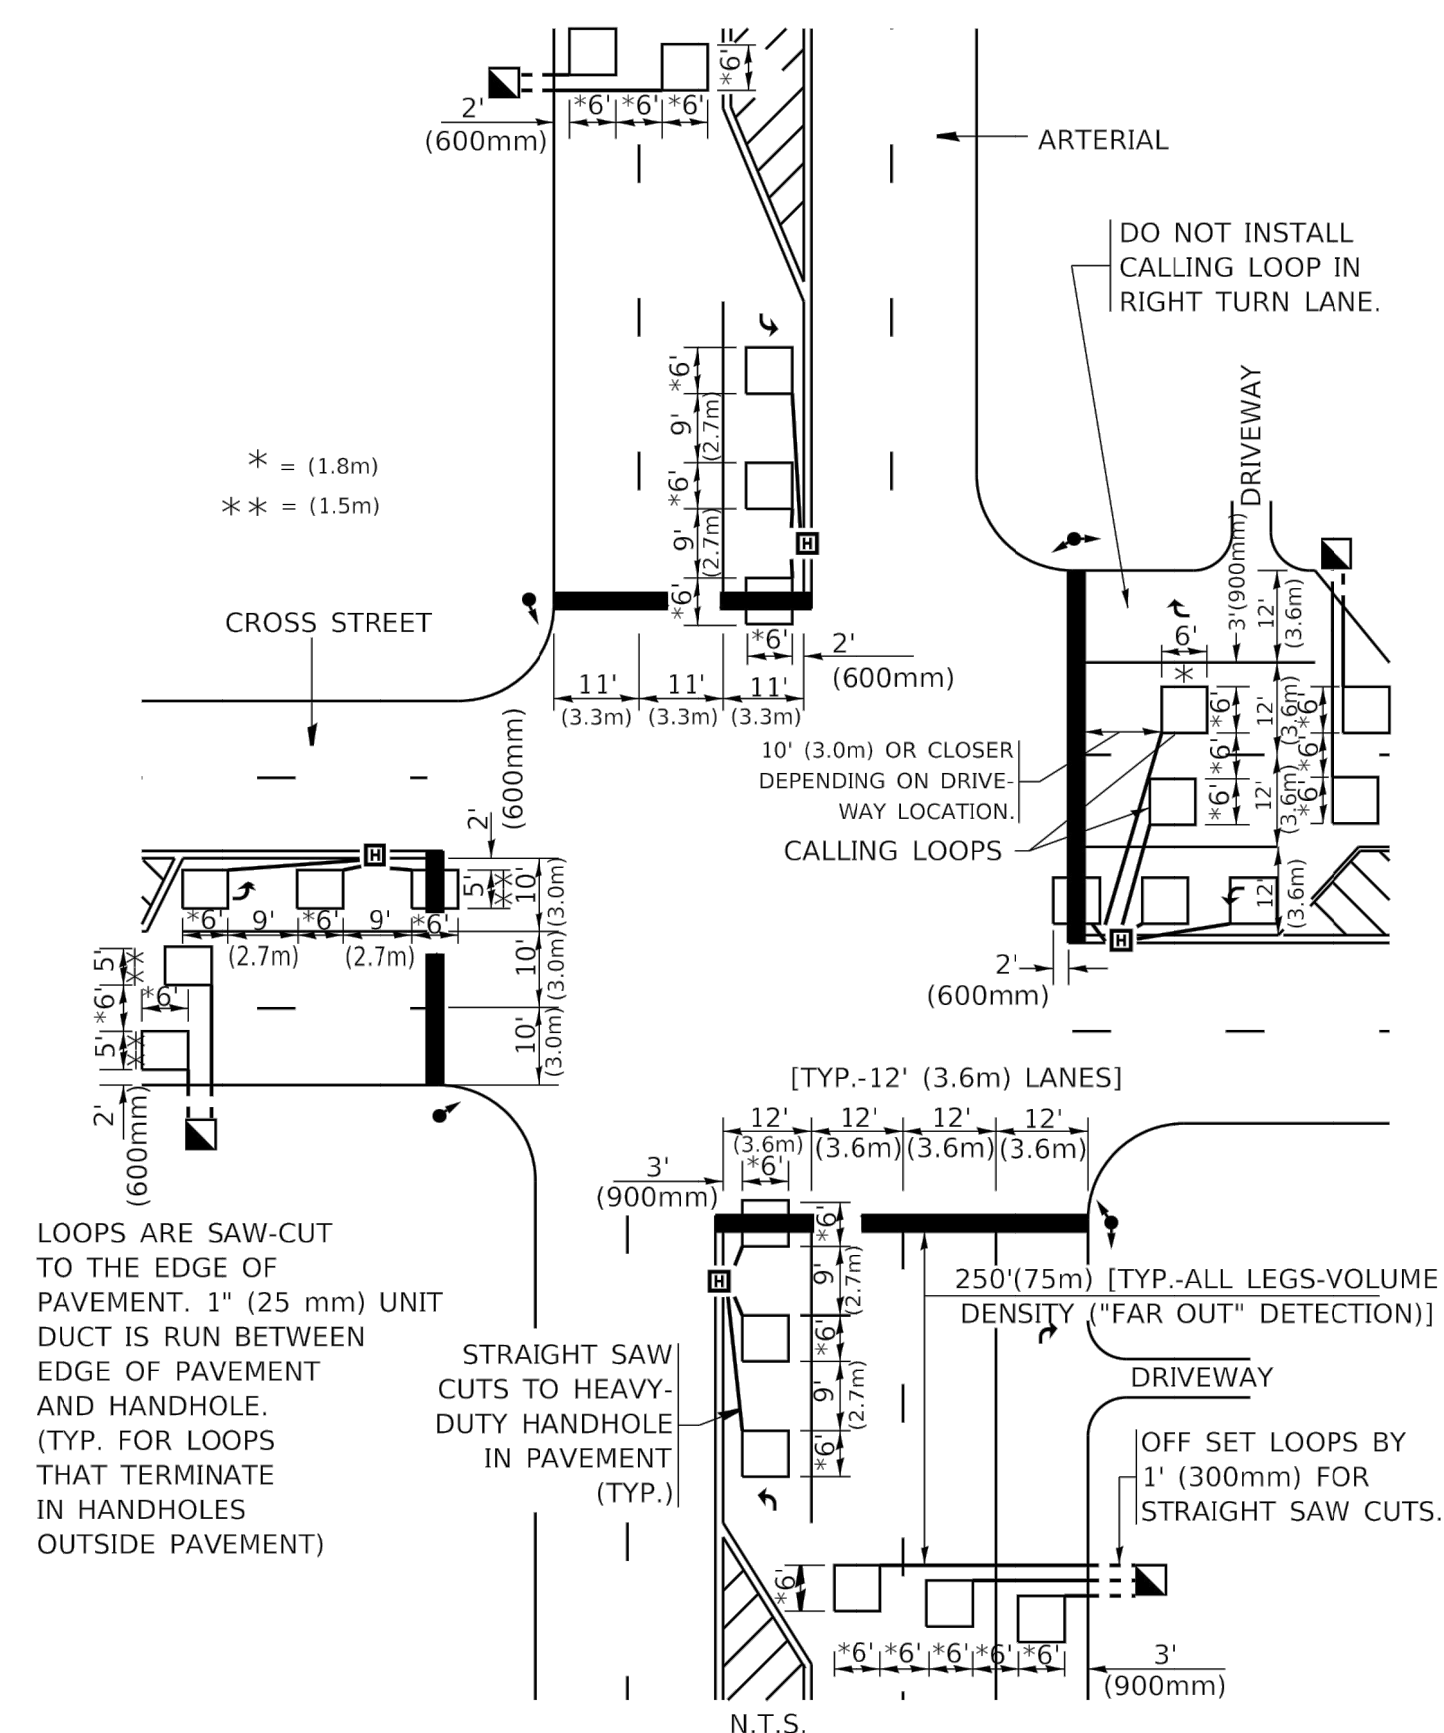 *6'
*6' *6' *6'
2'
(600mm)
ARTERIAL
DO NOT INSTALL
CALLING LOOP IN
RIGHT TURN LANE.
DRIVEWAY
*6'
9'
(2.7m)
*6'
9'
(2.7m)
*6'
* = (1.8m)
** = (1.5m)
H
CROSS STREET
*6'
2'
(600mm)
11' 11' 11'
(3.3m) (3.3m) (3.3m)
3'(900mm)
12'
(3.6m)
6'
*
*6'
12'
(3.6m)
*6'
*6'
*6'
12'
(3.6m)
*6'
*6'
12'
(3.6m)
10' (3.0m) OR CLOSER
DEPENDING ON DRIVE-
WAY LOCATION.
CALLING LOOPS
H
2'
(600mm)
2'
(600mm)
H
5'
**
10'
(3.0m)
*6' 9' *6' 9' *6'
(2.7m) (2.7m)
10'
(3.0m)
10'
(3.0m)
5'
**
*6'
*6'
5'
**
2'
(600mm)
[TYP.-12' (3.6m) LANES]
12' 12' 12' 12'
(3.6m) (3.6m) (3.6m) (3.6m)
*6'
3'
(900mm)
*6'
9'
(2.7m)
*6'
9'
(2.7m)
*6'
H
LOOPS ARE SAW-CUT
TO THE EDGE OF
PAVEMENT. 1" (25 mm) UNIT
DUCT IS RUN BETWEEN
EDGE OF PAVEMENT
AND HANDHOLE.
(TYP. FOR LOOPS
THAT TERMINATE
IN HANDHOLES
OUTSIDE PAVEMENT)
STRAIGHT SAW
CUTS TO HEAVY-
DUTY HANDHOLE
IN PAVEMENT
(TYP.)
250'(75m) [TYP.-ALL LEGS-VOLUME
DENSITY ("FAR OUT" DETECTION)]
DRIVEWAY
OFF SET LOOPS BY
1' (300mm) FOR
STRAIGHT SAW CUTS.
*6'
*6' *6' *6' *6' *6'
3'
(900mm)
N.T.S.